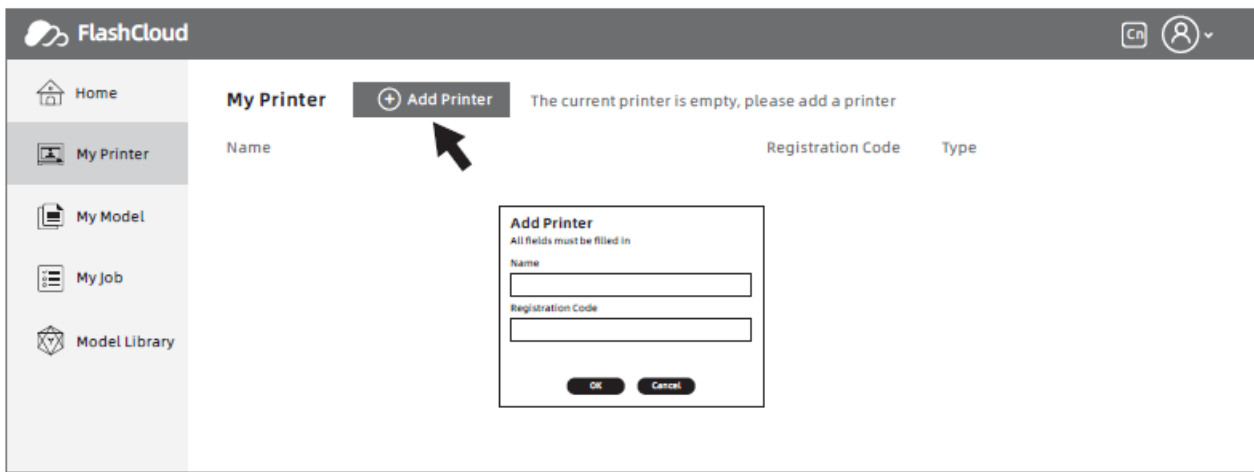 FlashCloud
Cn
Home
My Printer
My Model
My Job
Model Library
My Printer
Add Printer
The current printer is empty, please add a printer
Name
Registration Code
Type
Add Printer
All fields must be filled in
Name
Registration Code
OK
Cancel